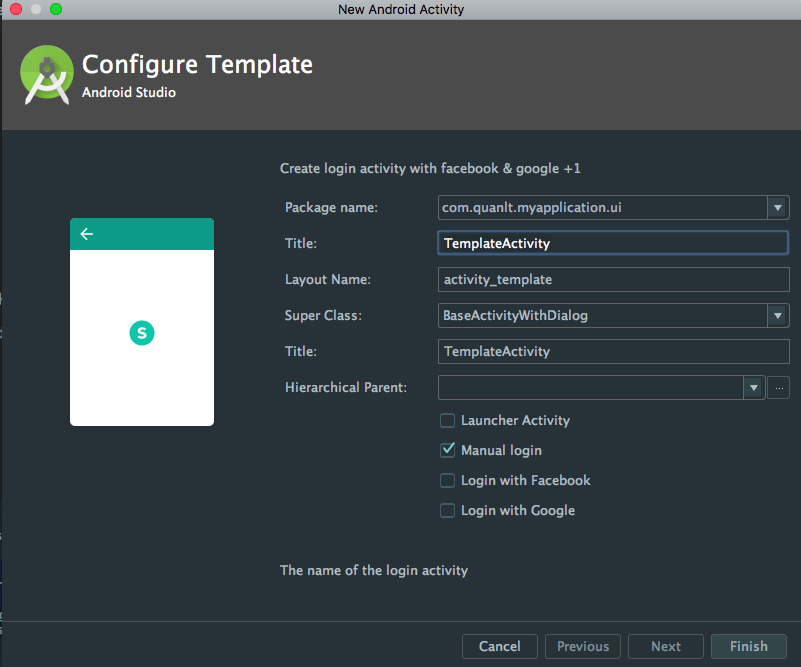 New Android Activity
Configure Template
Android Studio
Create login activity with facebook & google +1
Package name: com.quanlt.myapplication.ui
Title: TemplateActivity
Layout Name: activity_template
Super Class: BaseActivityWithDialog
Title: TemplateActivity
Hierarchical Parent: ...
S
Launcher Activity
Manual login
Login with Facebook
Login with Google
The name of the login activity
Cancel Previous Next Finish